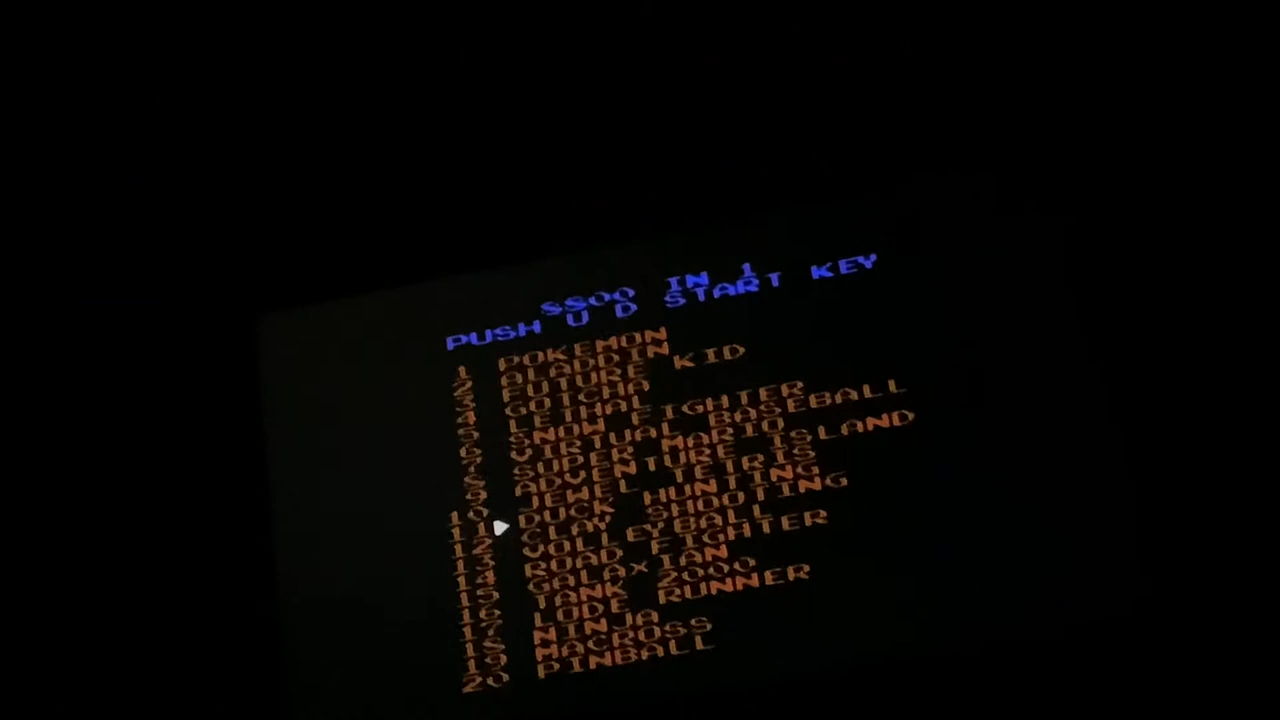 8800 IN 1
PUSH U D START KEY
1 POKEMON
2 ALADDIN
3 FUTURE KID
4 GOTCHA
5 LETHAL
6 SNOW FIGHTER
7 VIRTUAL BASEBALL
8 SUPER MARIO
9 ADVENTURE ISLAND
10 JEWEL TETRIS
11 DUCK HUNTING
12 CLAY SHOOTING
13 VOLLEYBALL
14 ROAD FIGHTER
15 GALAXIAN
16 TANK 2000
17 LODE RUNNER
18 NINJA
19 MACROSS
20 PINBALL